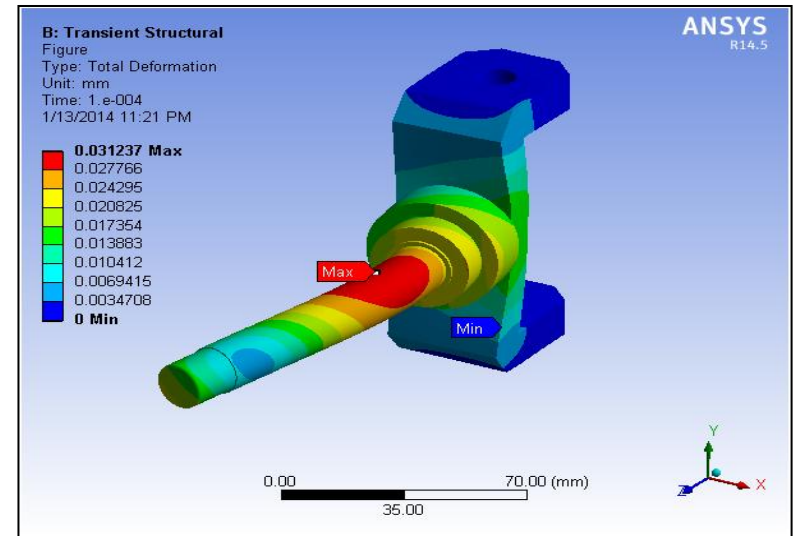 B: Transient Structural
Figure
Type: Total Deformation
Unit: mm
Time: 1.e-004
1/13/2014 11:21 PM
0.031237 Max
0.027766
0.024295
0.020825
0.017354
0.013883
0.010412
0.0069415
0.0034708
0 Min
ANSYS
R14.5
Max
Min
0.00 70.00 (mm)
35.00
Y
Z X